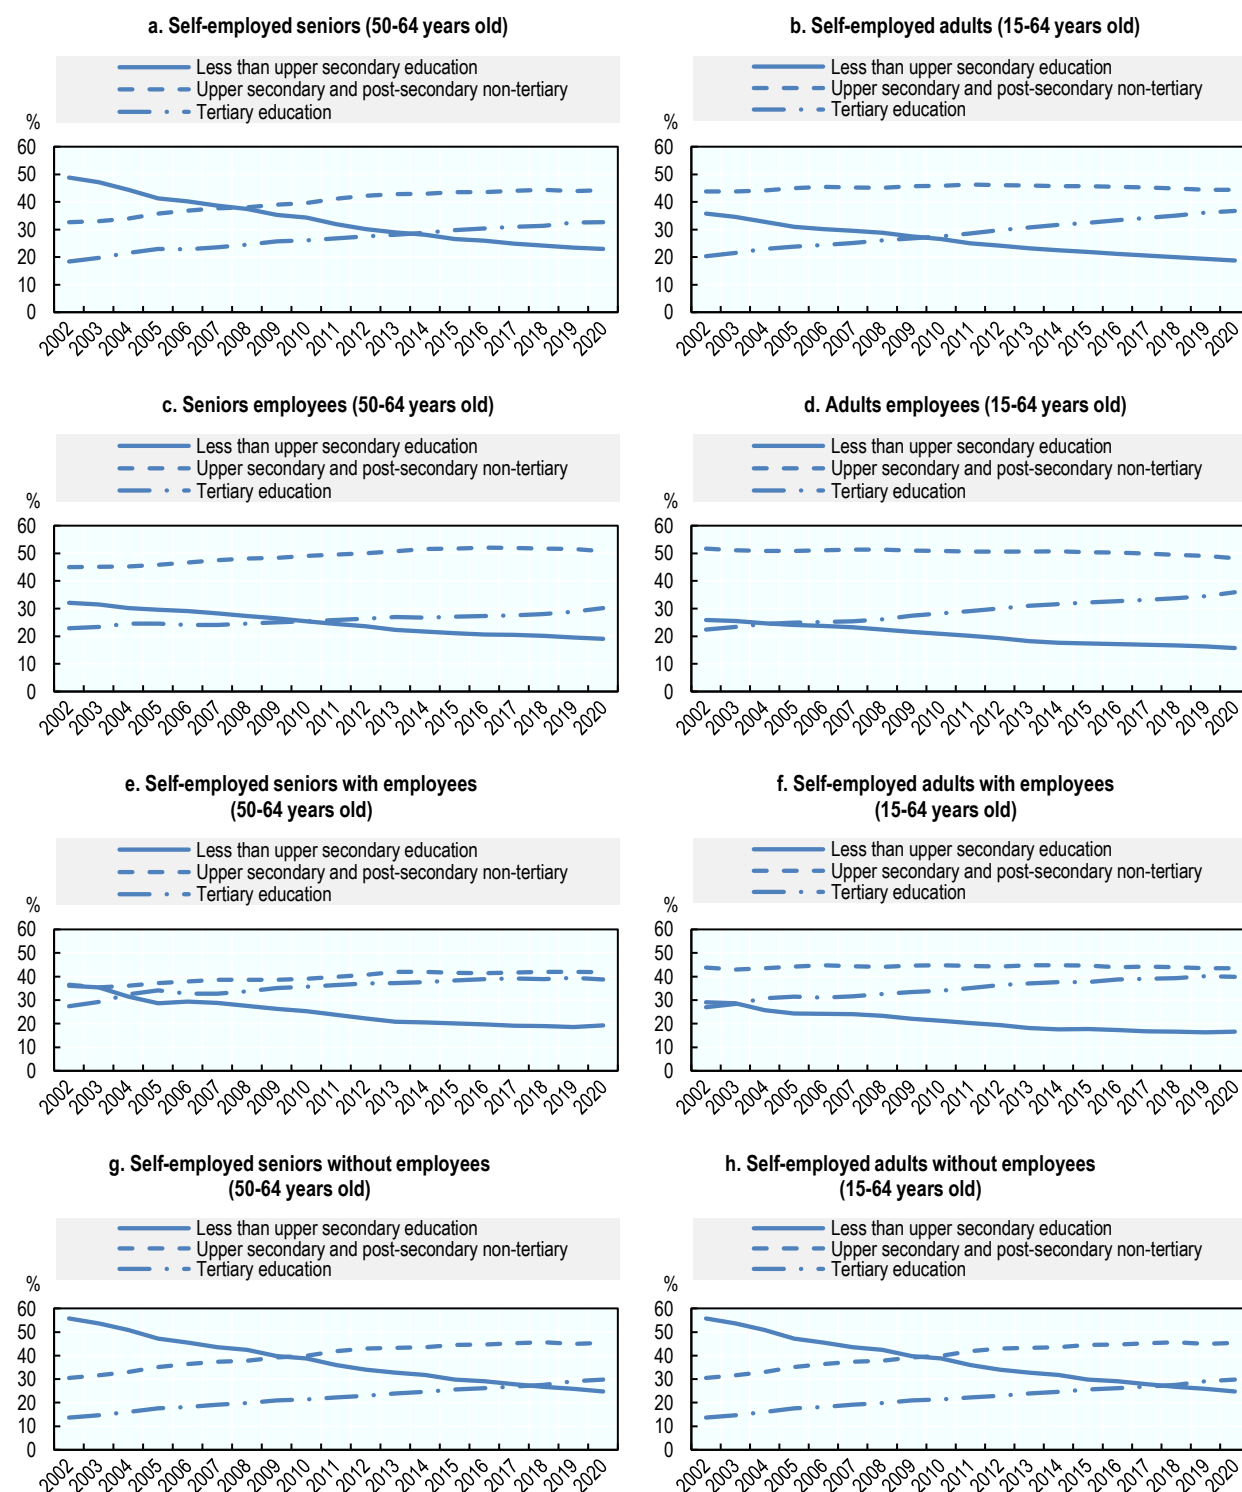 a. Self-employed seniors (50-64 years old)
Less than upper secondary education
Upper secondary and post-secondary non-tertiary
Tertiary education
%
60
50
40
30
20
10
0
2002 2003 2004 2005 2006 2007 2008 2009 2010 2011 2012 2013 2014 2015 2016 2017 2018 2019 2020
b. Self-employed adults (15-64 years old)
Less than upper secondary education
Upper secondary and post-secondary non-tertiary
Tertiary education
%
60
50
40
30
20
10
0
2002 2003 2004 2005 2006 2007 2008 2009 2010 2011 2012 2013 2014 2015 2016 2017 2018 2019 2020
c. Seniors employees (50-64 years old)
Less than upper secondary education
Upper secondary and post-secondary non-tertiary
Tertiary education
%
60
50
40
30
20
10
0
2002 2003 2004 2005 2006 2007 2008 2009 2010 2011 2012 2013 2014 2015 2016 2017 2018 2019 2020
d. Adults employees (15-64 years old)
Less than upper secondary education
Upper secondary and post-secondary non-tertiary
Tertiary education
%
60
50
40
30
20
10
0
2002 2003 2004 2005 2006 2007 2008 2009 2010 2011 2012 2013 2014 2015 2016 2017 2018 2019 2020
e. Self-employed seniors with employees
(50-64 years old)
Less than upper secondary education
Upper secondary and post-secondary non-tertiary
Tertiary education
%
60
50
40
30
20
10
0
2002 2003 2004 2005 2006 2007 2008 2009 2010 2011 2012 2013 2014 2015 2016 2017 2018 2019 2020
f. Self-employed adults with employees
(15-64 years old)
Less than upper secondary education
Upper secondary and post-secondary non-tertiary
Tertiary education
%
60
50
40
30
20
10
0
2002 2003 2004 2005 2006 2007 2008 2009 2010 2011 2012 2013 2014 2015 2016 2017 2018 2019 2020
g. Self-employed seniors without employees
(50-64 years old)
Less than upper secondary education
Upper secondary and post-secondary non-tertiary
Tertiary education
%
60
50
40
30
20
10
0
2002 2003 2004 2005 2006 2007 2008 2009 2010 2011 2012 2013 2014 2015 2016 2017 2018 2019 2020
h. Self-employed adults without employees
(15-64 years old)
Less than upper secondary education
Upper secondary and post-secondary non-tertiary
Tertiary education
%
60
50
40
30
20
10
0
2002 2003 2004 2005 2006 2007 2008 2009 2010 2011 2012 2013 2014 2015 2016 2017 2018 2019 2020